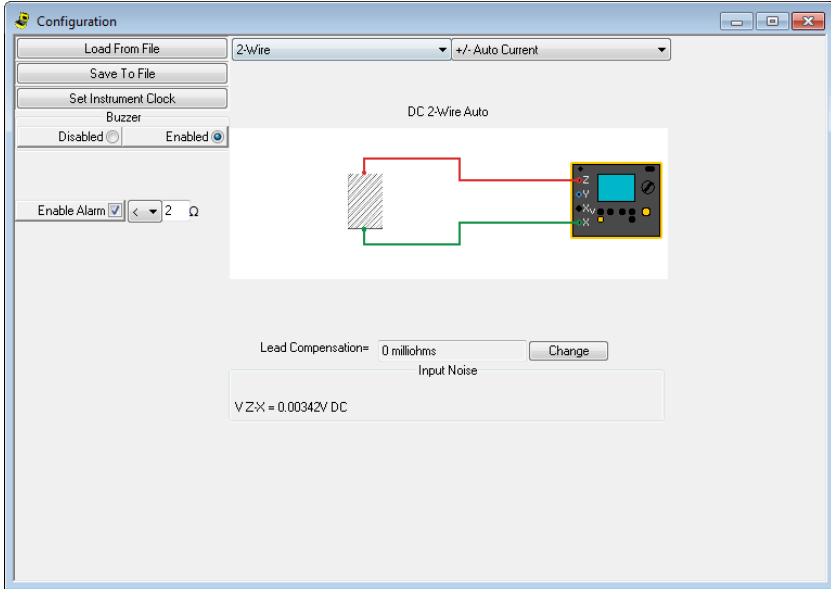 Configuration
Load From File
2-Wire
+/- Auto Current
Save To File
Set Instrument Clock
Buzzer
DC 2-Wire Auto
Disabled
Enabled
Z
Y
Xv
X
Enable Alarm
< 2 Ω
Lead Compensation= 0 milliohms Change
Input Noise
V Z-X = 0.00342V DC